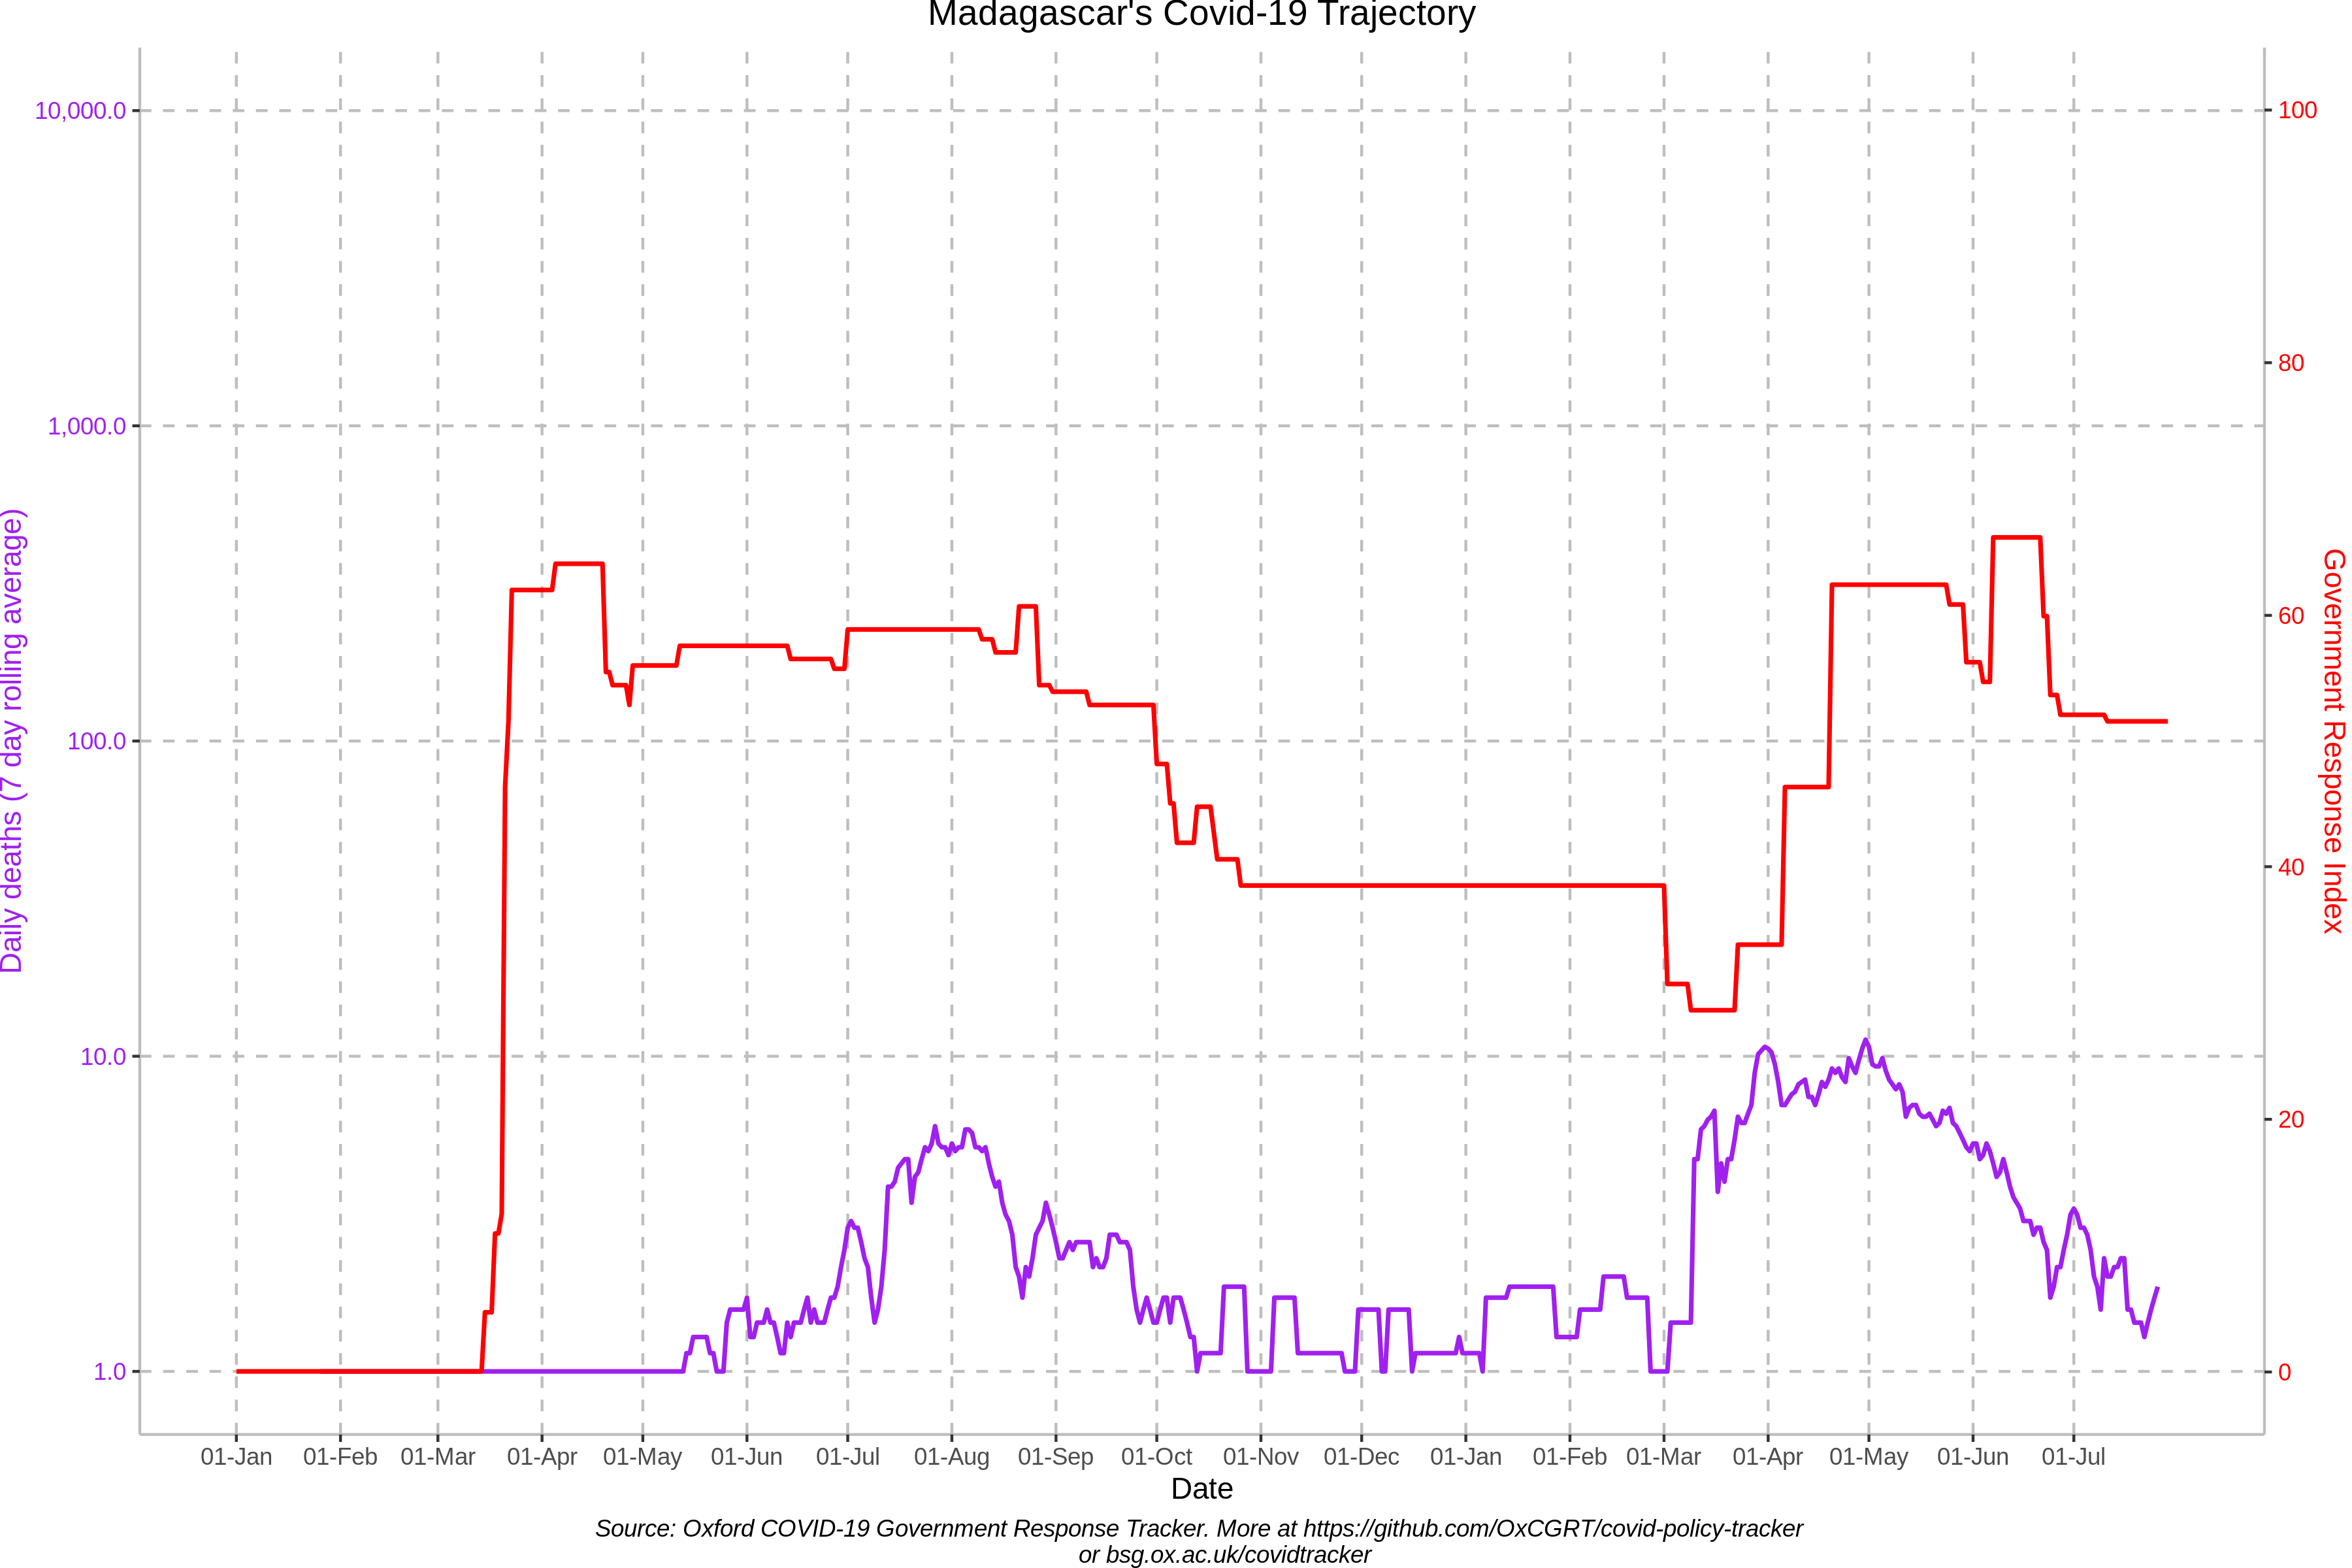 Madagascar's Covid-19 Trajectory
10,000.0
1,000.0
100.0
10.0
1.0
Daily deaths (7 day rolling average)
100
80
60
40
20
0
Government Response Index
01-Jan 01-Feb 01-Mar 01-Apr 01-May 01-Jun 01-Jul 01-Aug 01-Sep 01-Oct 01-Nov 01-Dec 01-Jan 01-Feb 01-Mar 01-Apr 01-May 01-Jun 01-Jul
Date
Source: Oxford COVID-19 Government Response Tracker. More at https://github.com/OxCGRT/covid-policy-tracker
or bsg.ox.ac.uk/covidtracker